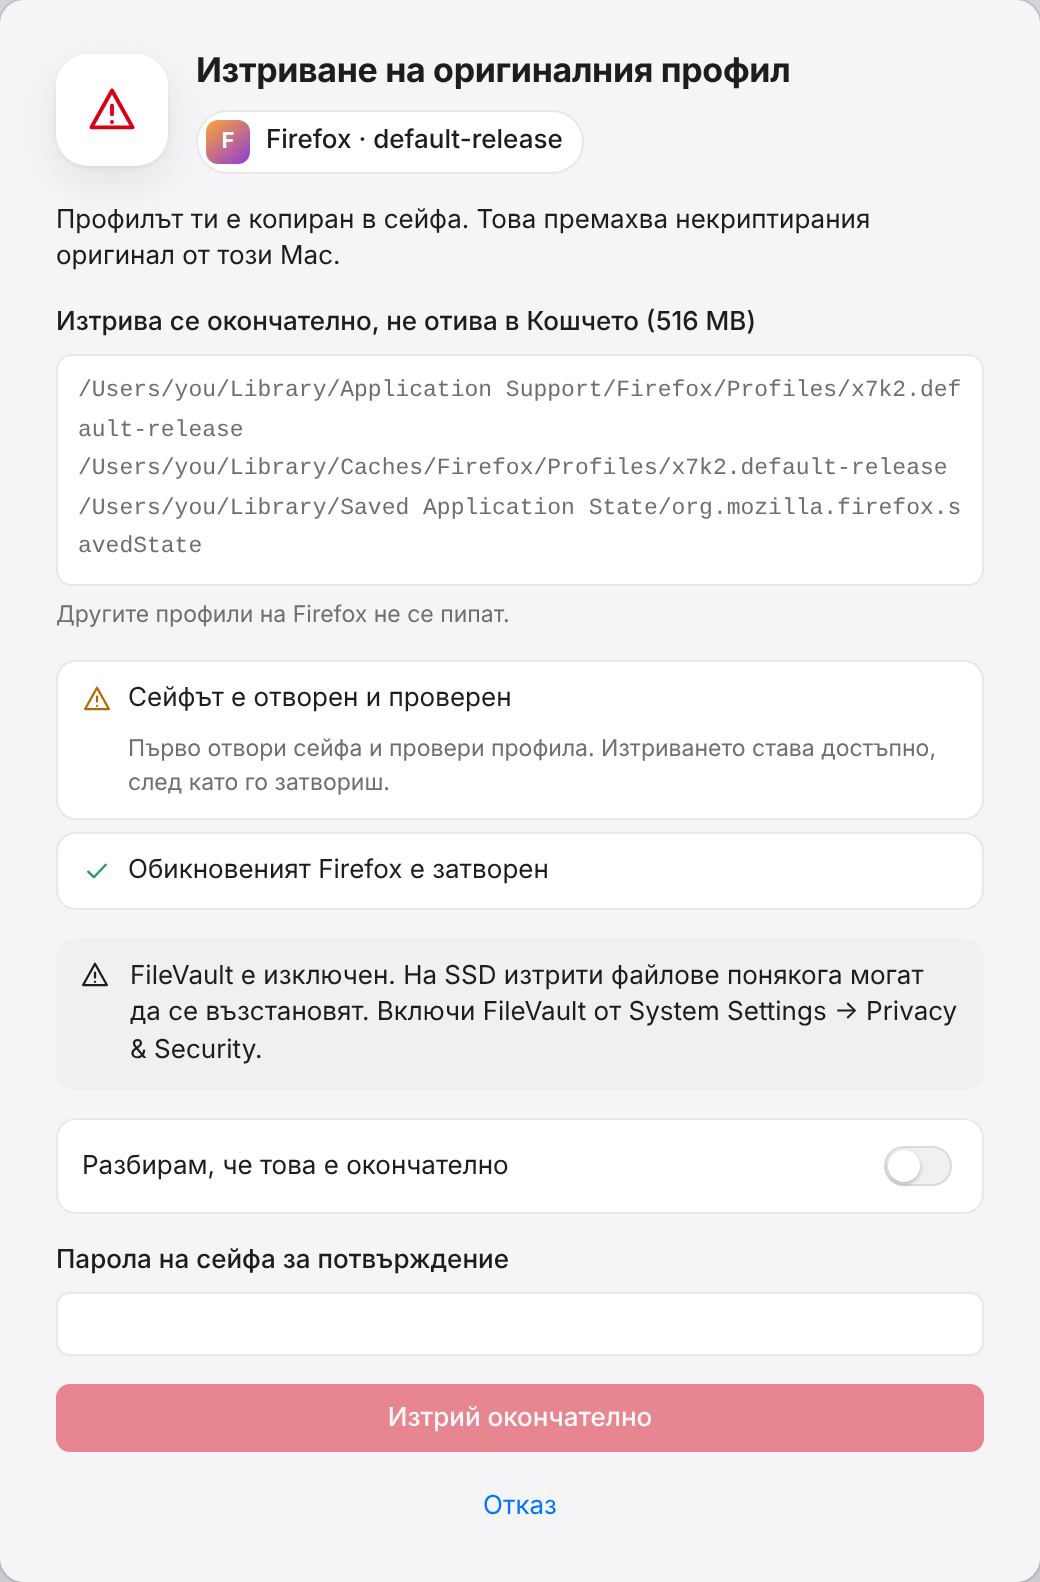 Изтриване на оригиналния профил
F Firefox · default-release
Профилът ти е копиран в сейфа. Това премахва некриптирания
оригинал от този Mac.
Изтрива се окончателно, не отива в Кошчето (516 MB)
/Users/you/Library/Application Support/Firefox/Profiles/x7k2.def
ault-release
/Users/you/Library/Caches/Firefox/Profiles/x7k2.default-release
/Users/you/Library/Saved Application State/org.mozilla.firefox.s
avedState
Другите профили на Firefox не се пипат.
Сейфът е отворен и проверен
Първо отвори сейфа и провери профила. Изтриването става достъпно,
след като го затвориш.
Обикновеният Firefox е затворен
FileVault е изключен. На SSD изтрити файлове понякога могат
да се възстановят. Включи FileVault от System Settings → Privacy
& Security.
Разбирам, че това е окончателно
Парола на сейфа за потвърждение
Изтрий окончателно
Отказ